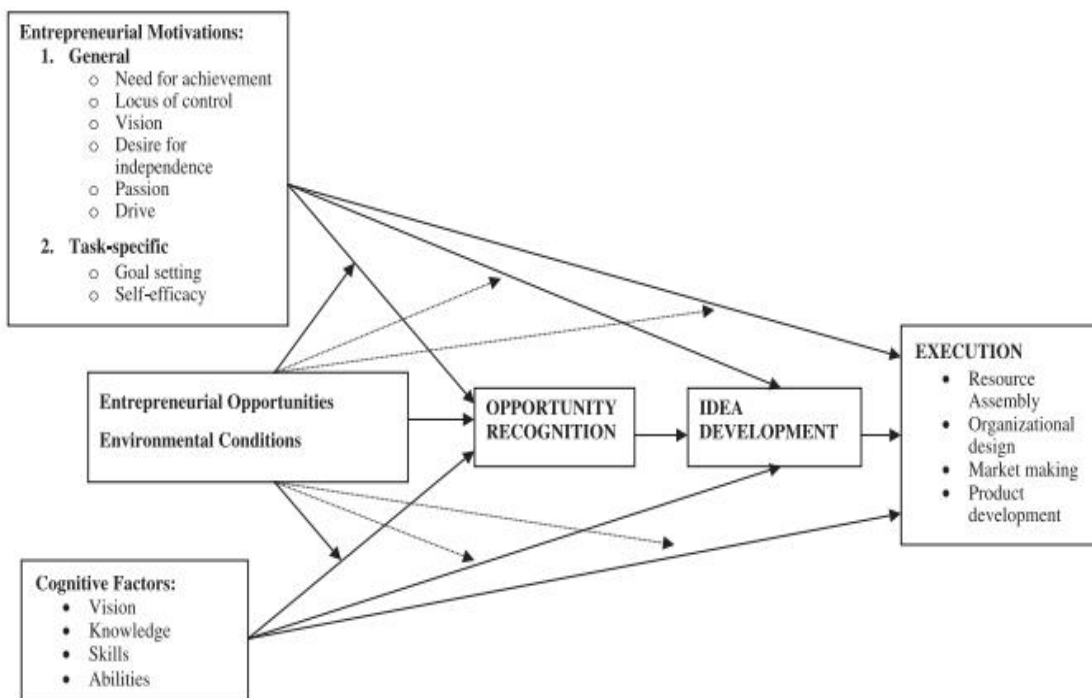 Entrepreneurial Motivations:
1. General
○ Need for achievement
○ Locus of control
○ Vision
○ Desire for
independence
○ Passion
○ Drive
2. Task-specific
○ Goal setting
○ Self-efficacy
Entrepreneurial Opportunities
Environmental Conditions
OPPORTUNITY
RECOGNITION
IDEA
DEVELOPMENT
EXECUTION
• Resource
Assembly
• Organizational
design
• Market making
• Product
development
Cognitive Factors:
• Vision
• Knowledge
• Skills
• Abilities